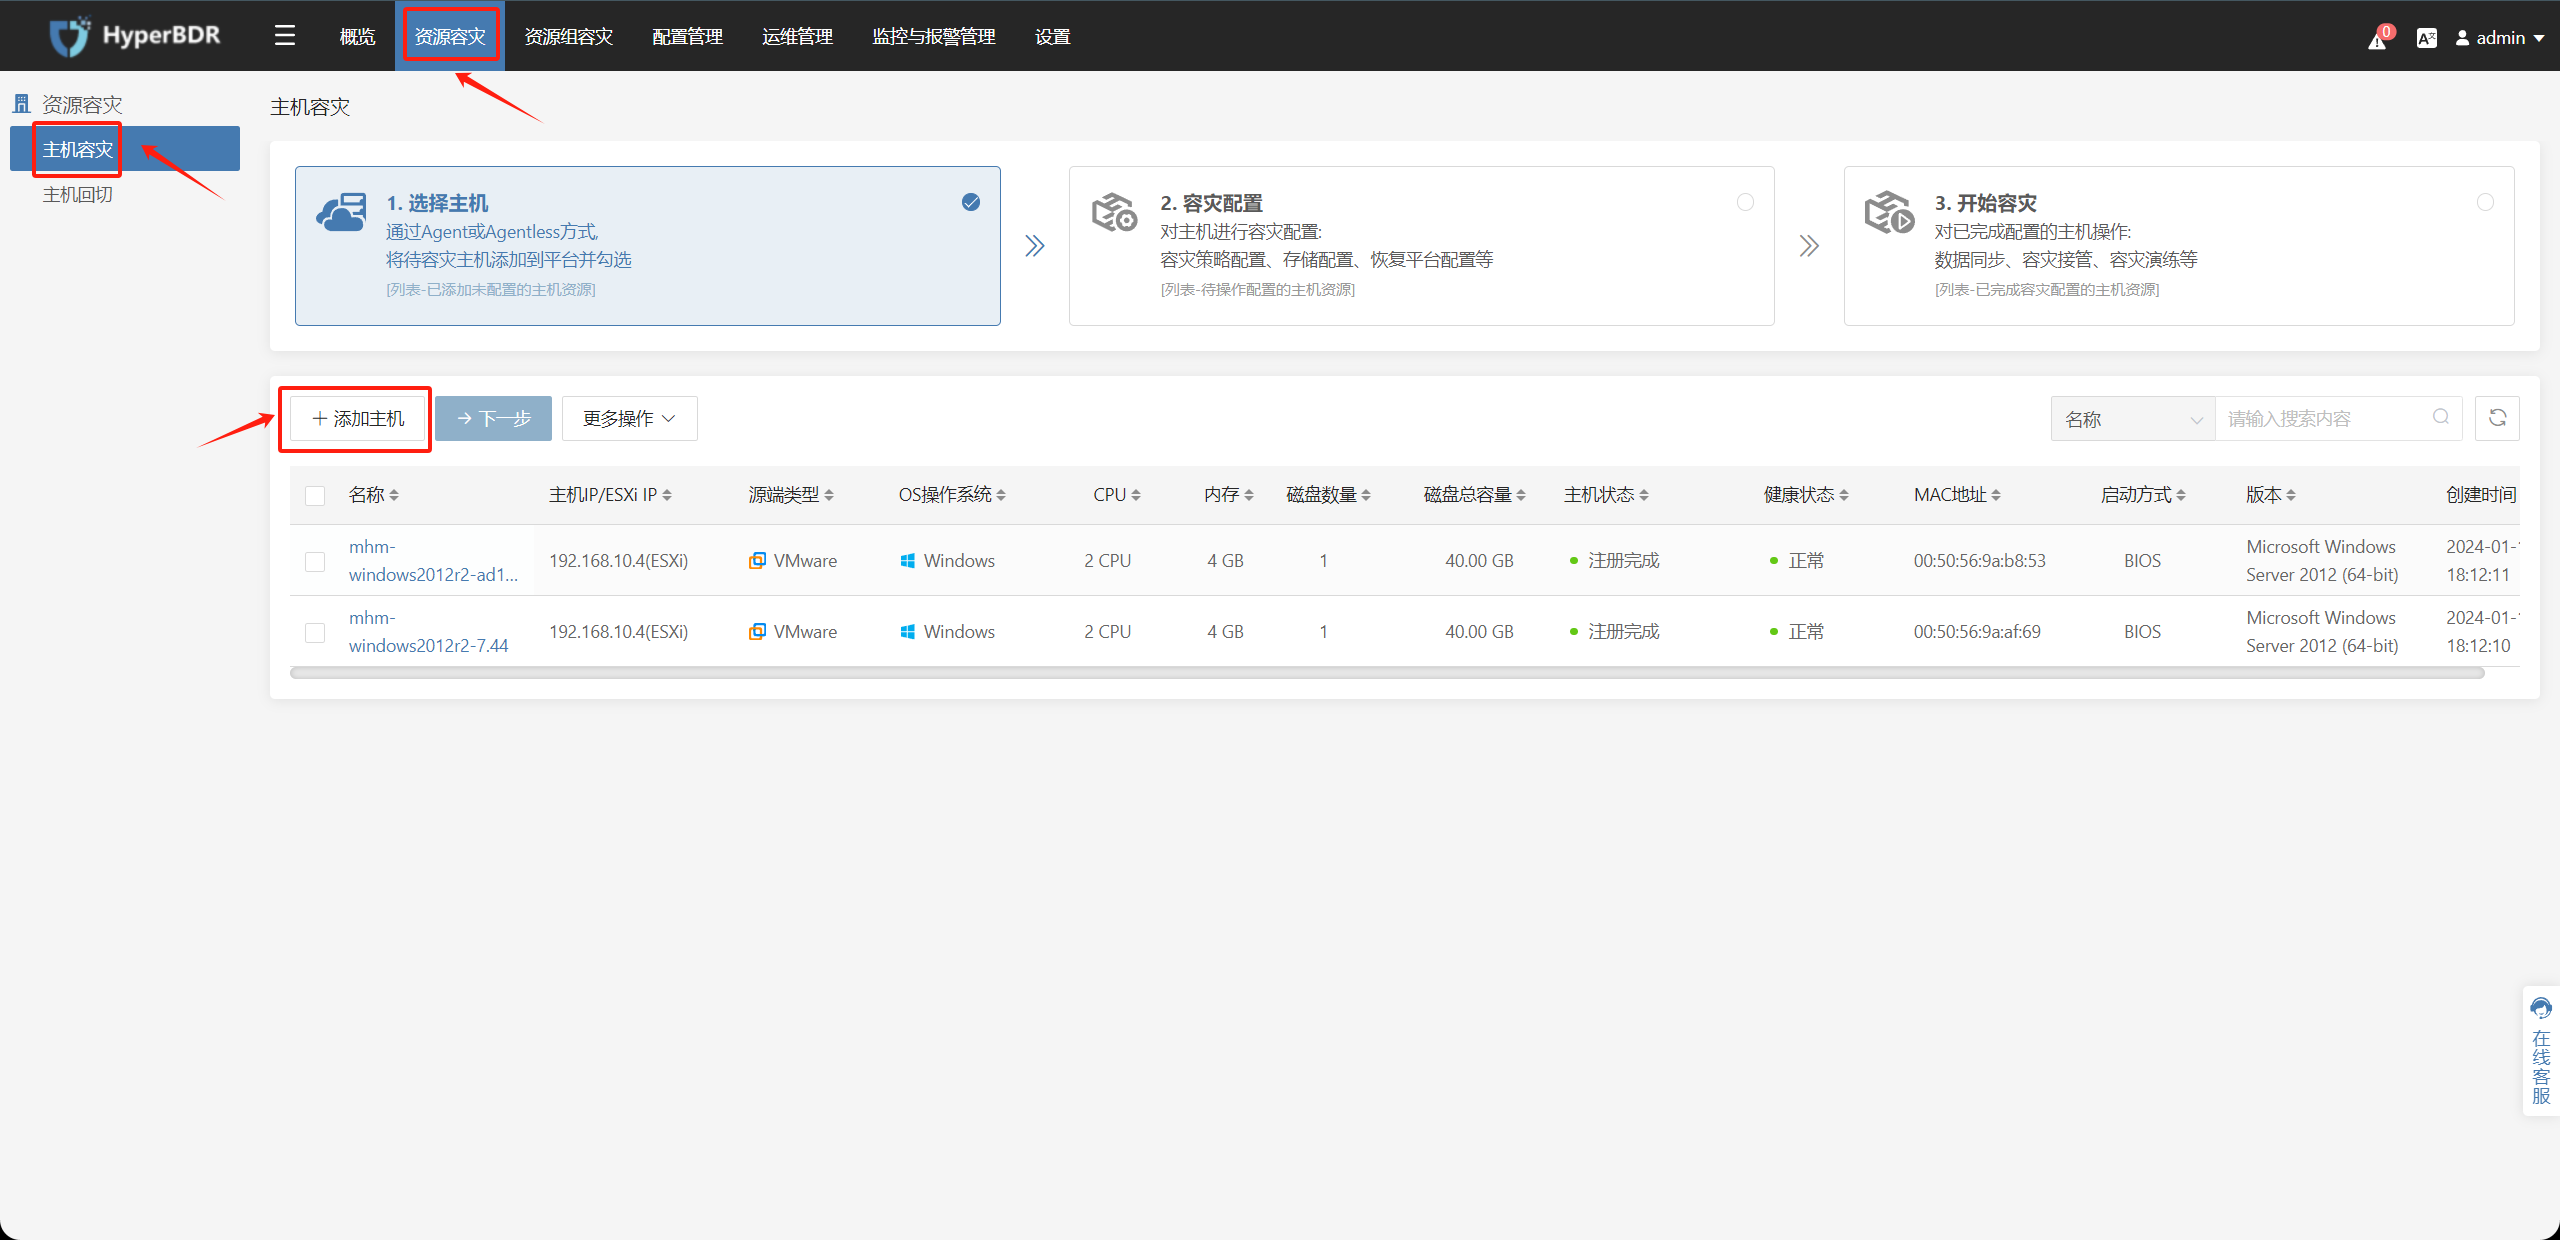 HyperBDR
概览
资源容灾
资源组容灾
配置管理
运维管理
监控与报警管理
设置
0
admin
资源容灾
主机容灾
主机回切
主机容灾
1. 选择主机
通过Agent或Agentless方式,
将待容灾主机添加到平台并勾选
[列表-已添加未配置的主机资源]
2. 容灾配置
对主机进行容灾配置:
容灾策略配置、存储配置、恢复平台配置等
[列表-待操作配置的主机资源]
3. 开始容灾
对已完成配置的主机操作:
数据同步、容灾接管、容灾演练等
[列表-已完成容灾配置的主机资源]
添加主机
下一步
更多操作
名称
请输入搜索内容
名称 主机IP/ESXi IP 源端类型 OS操作系统 CPU 内存 磁盘数量 磁盘总容量 主机状态 健康状态 MAC地址 启动方式 版本 创建时间
mhm-
windows2012r2-ad1...
192.168.10.4(ESXi) VMware Windows 2 CPU 4 GB 1 40.00 GB 注册完成 正常 00:50:56:9a:b8:53 BIOS
Microsoft Windows
Server 2012 (64-bit)
2024-01-
18:12:11
mhm-
windows2012r2-7.44
192.168.10.4(ESXi) VMware Windows 2 CPU 4 GB 1 40.00 GB 注册完成 正常 00:50:56:9a:af:69 BIOS
Microsoft Windows
Server 2012 (64-bit)
2024-01-
18:12:10
在线客服